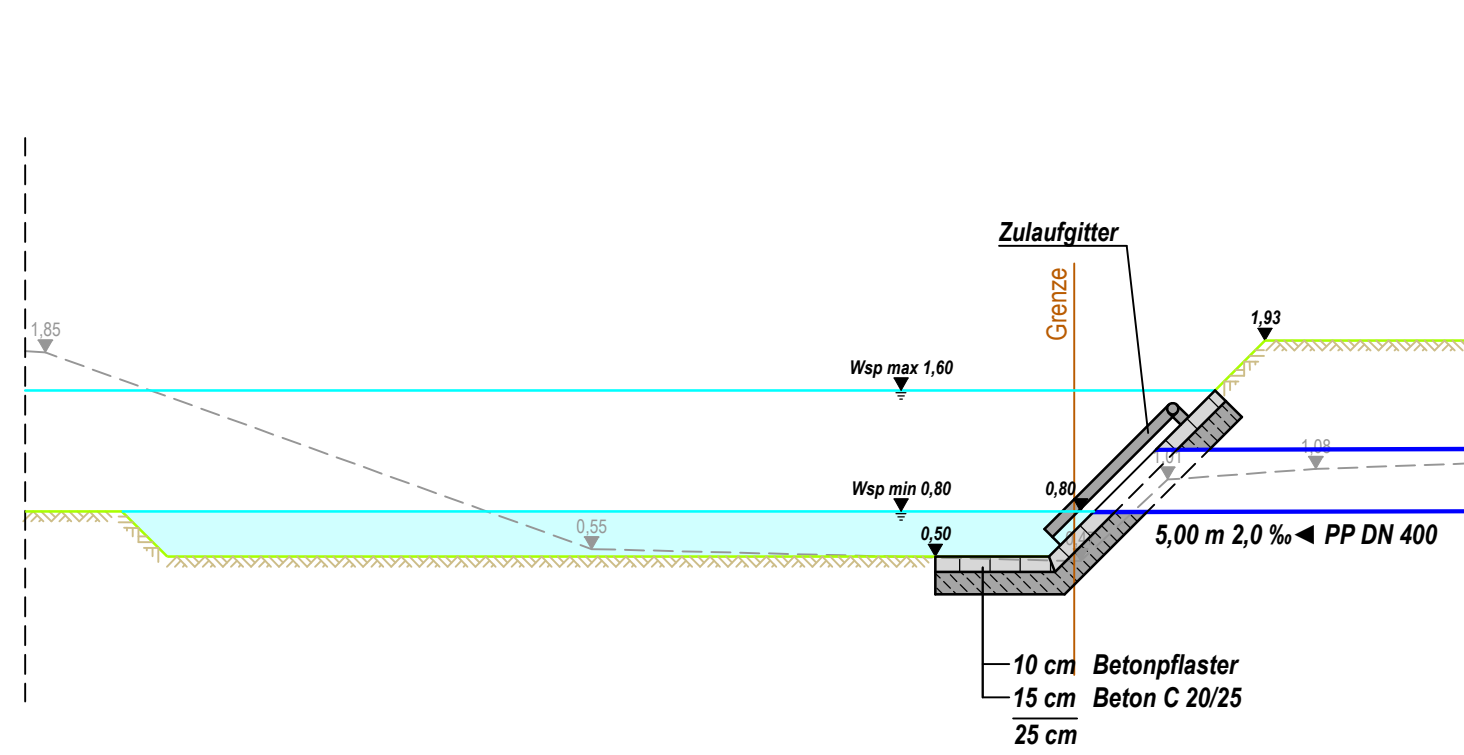 Zulaufgitter
Grenze
1,93
1,85
Wsp max 1,60
1,08
1,01
Wsp min 0,80
0,80
0,55
0,50
5,00 m 2,0 ‰ ◄ PP DN 400
10 cm Betonpflaster
15 cm Beton C 20/25
25 cm